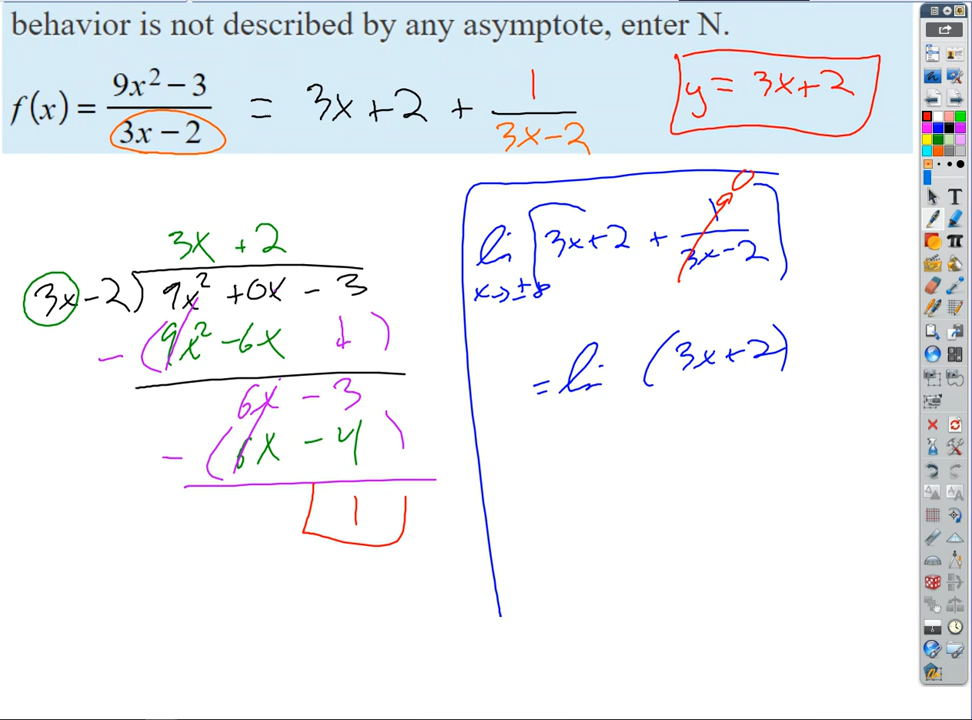 behavior is not described by any asymptote, enter N.
f(x) = (9x² − 3)/(3x − 2) = 3x + 2 + 1/(3x − 2)
y = 3x + 2
3x + 2
3x − 2 ) 9x² + 0x − 3
− ( 9x² − 6x ↓ )
6x − 3
− ( 6x − 4 )
1
lim x → ± ∞ [ 3x + 2 + 1/(3x − 2) ] 0
= lim ( 3x + 2 )